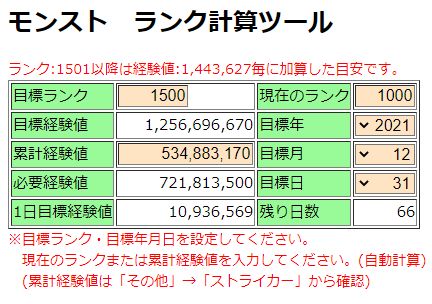 モンスト　ランク計算ツール
ランク:1501以降は経験値:1,443,627毎に加算した目安です。
目標ランク 1500 現在のランク 1000
目標経験値 1,256,696,670 目標年 2021
累計経験値 534,883,170 目標月 12
必要経験値 721,813,500 目標日 31
1日目標経験値 10,936,569 残り日数 66
※目標ランク・目標年月日を設定してください。
現在のランクまたは累計経験値を入力してください。(自動計算)
(累計経験値は「その他」→「ストライカー」から確認)